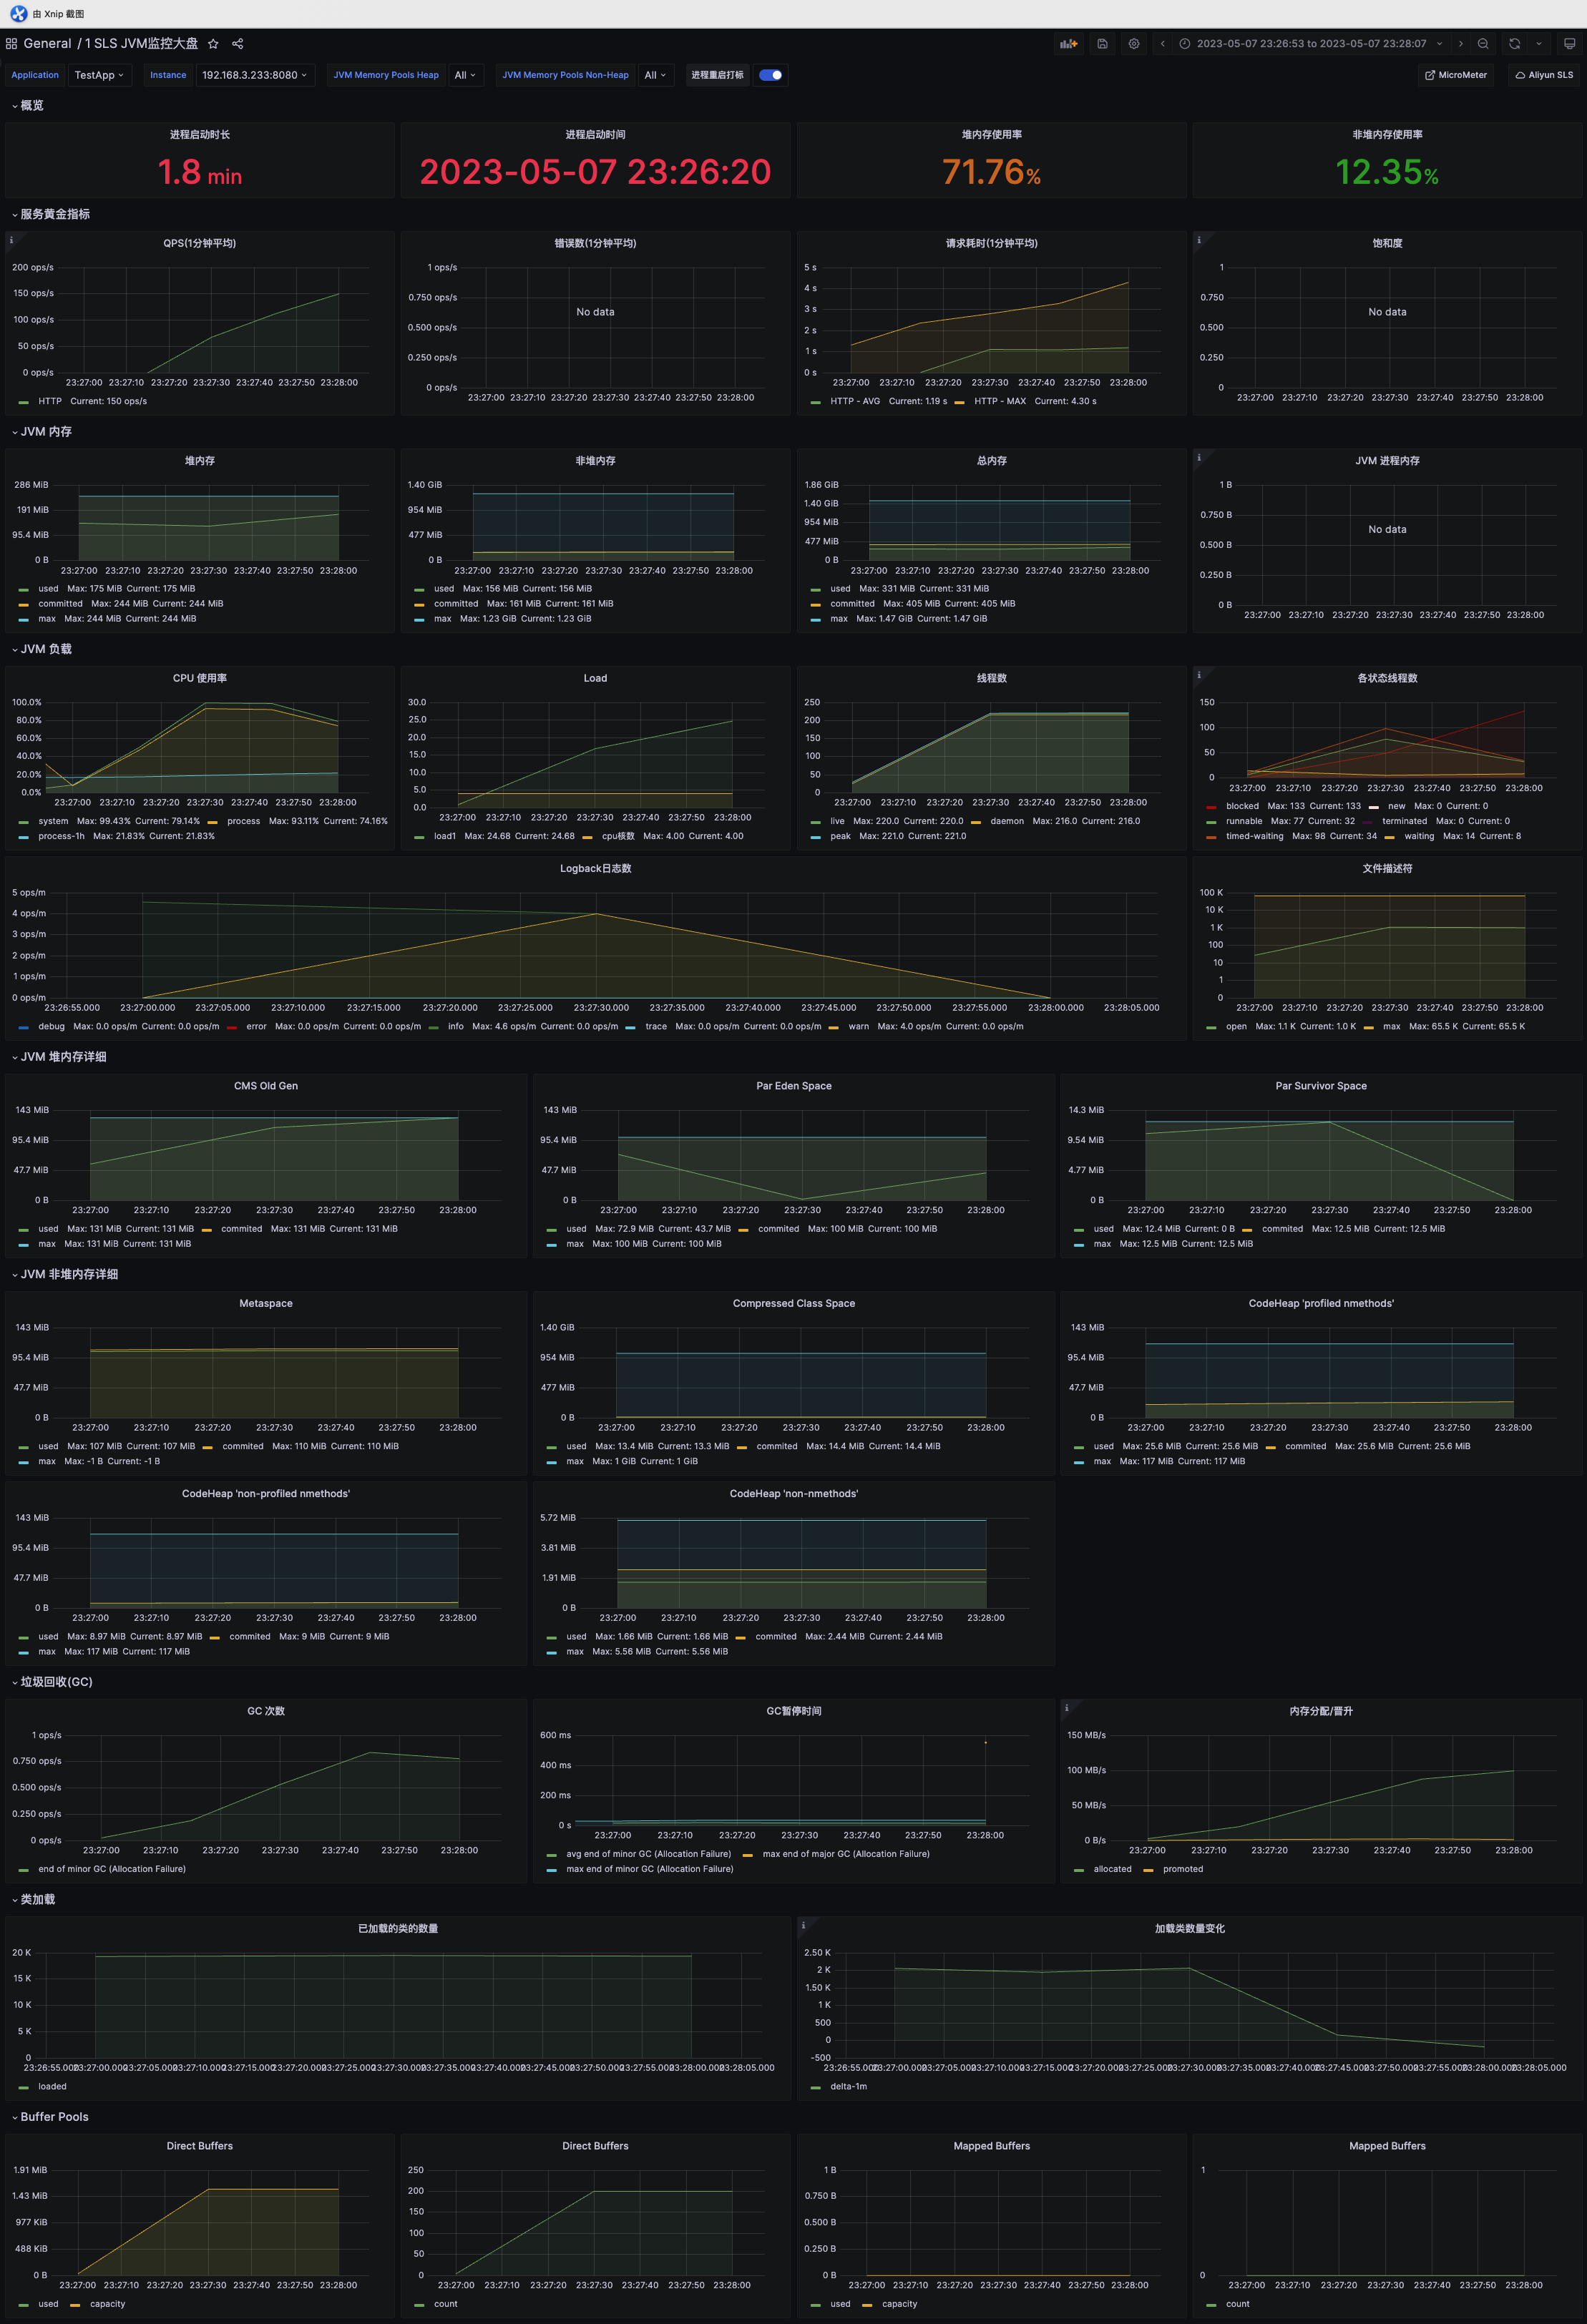 由 Xnip 截图
General / 1 SLS JVM监控大盘
2023-05-07 23:26:53 to 2023-05-07 23:28:07
Application TestApp Instance 192.168.3.233:8080 JVM Memory Pools Heap All JVM Memory Pools Non-Heap All 进程重启打标 MicroMeter Aliyun SLS
概览
进程启动时长
1.8 min
进程启动时间
2023-05-07 23:26:20
堆内存使用率
71.76%
非堆内存使用率
12.35%
服务黄金指标
QPS(1分钟平均)
200 ops/s
150 ops/s
100 ops/s
50 ops/s
0 ops/s
23:27:00 23:27:10 23:27:20 23:27:30 23:27:40 23:27:50 23:28:00
HTTP Current: 150 ops/s
错误数(1分钟平均)
1 ops/s
0.750 ops/s
No data
0.500 ops/s
0.250 ops/s
0 ops/s
23:27:00 23:27:10 23:27:20 23:27:30 23:27:40 23:27:50 23:28:00
请求耗时(1分钟平均)
5 s
4 s
3 s
2 s
1 s
0 s
23:27:00 23:27:10 23:27:20 23:27:30 23:27:40 23:27:50 23:28:00
HTTP - AVG Current: 1.19 s HTTP - MAX Current: 4.30 s
饱和度
1
0.750
No data
0.500
0.250
0
23:27:00 23:27:10 23:27:20 23:27:30 23:27:40 23:27:50 23:28:00
JVM 内存
堆内存
286 MiB
191 MiB
95.4 MiB
0 B
23:27:00 23:27:10 23:27:20 23:27:30 23:27:40 23:27:50 23:28:00
used Max: 175 MiB Current: 175 MiB
committed Max: 244 MiB Current: 244 MiB
max Max: 244 MiB Current: 244 MiB
非堆内存
1.40 GiB
954 MiB
477 MiB
0 B
23:27:00 23:27:10 23:27:20 23:27:30 23:27:40 23:27:50 23:28:00
used Max: 156 MiB Current: 156 MiB
committed Max: 161 MiB Current: 161 MiB
max Max: 1.23 GiB Current: 1.23 GiB
总内存
1.86 GiB
1.40 GiB
954 MiB
477 MiB
0 B
23:27:00 23:27:10 23:27:20 23:27:30 23:27:40 23:27:50 23:28:00
used Max: 331 MiB Current: 331 MiB
committed Max: 405 MiB Current: 405 MiB
max Max: 1.47 GiB Current: 1.47 GiB
JVM 进程内存
1 B
0.750 B
No data
0.500 B
0.250 B
0 B
23:27:00 23:27:10 23:27:20 23:27:30 23:27:40 23:27:50 23:28:00
JVM 负载
CPU 使用率
100.0%
80.0%
60.0%
40.0%
20.0%
0.0%
23:27:00 23:27:10 23:27:20 23:27:30 23:27:40 23:27:50 23:28:00
system Max: 99.43% Current: 79.14% process Max: 93.11% Current: 74.16%
process-1h Max: 21.83% Current: 21.83%
Load
30.0
25.0
20.0
15.0
10.0
5.0
0.0
23:27:00 23:27:10 23:27:20 23:27:30 23:27:40 23:27:50 23:28:00
load1 Max: 24.68 Current: 24.68 cpu核数 Max: 4.00 Current: 4.00
线程数
250
200
150
100
50
0
23:27:00 23:27:10 23:27:20 23:27:30 23:27:40 23:27:50 23:28:00
live Max: 220.0 Current: 220.0 daemon Max: 216.0 Current: 216.0
peak Max: 221.0 Current: 221.0
各状态线程数
150
100
50
0
23:27:00 23:27:10 23:27:20 23:27:30 23:27:40 23:27:50 23:28:00
blocked Max: 133 Current: 133 new Max: 0 Current: 0
runnable Max: 77 Current: 32 terminated Max: 0 Current: 0
timed-waiting Max: 98 Current: 34 waiting Max: 14 Current: 8
Logback日志数
5 ops/m
4 ops/m
3 ops/m
2 ops/m
1 ops/m
0 ops/m
23:26:55.000 23:27:00.000 23:27:05.000 23:27:10.000 23:27:15.000 23:27:20.000 23:27:25.000 23:27:30.000 23:27:35.000 23:27:40.000 23:27:45.000 23:27:50.000 23:27:55.000 23:28:00.000 23:28:05.000
debug Max: 0.0 ops/m Current: 0.0 ops/m error Max: 0.0 ops/m Current: 0.0 ops/m info Max: 4.6 ops/m Current: 0.0 ops/m trace Max: 0.0 ops/m Current: 0.0 ops/m warn Max: 4.0 ops/m Current: 0.0 ops/m
文件描述符
100 K
10 K
1 K
100
10
1
0
23:27:00 23:27:10 23:27:20 23:27:30 23:27:40 23:27:50 23:28:00
open Max: 1.1 K Current: 1.0 K max Max: 65.5 K Current: 65.5 K
JVM 堆内存详细
CMS Old Gen
143 MiB
95.4 MiB
47.7 MiB
0 B
23:27:00 23:27:10 23:27:20 23:27:30 23:27:40 23:27:50 23:28:00
used Max: 131 MiB Current: 131 MiB commited Max: 131 MiB Current: 131 MiB
max Max: 131 MiB Current: 131 MiB
Par Eden Space
143 MiB
95.4 MiB
47.7 MiB
0 B
23:27:00 23:27:10 23:27:20 23:27:30 23:27:40 23:27:50 23:28:00
used Max: 72.9 MiB Current: 43.7 MiB commited Max: 100 MiB Current: 100 MiB
max Max: 100 MiB Current: 100 MiB
Par Survivor Space
14.3 MiB
9.54 MiB
4.77 MiB
0 B
23:27:00 23:27:10 23:27:20 23:27:30 23:27:40 23:27:50 23:28:00
used Max: 12.4 MiB Current: 0 B commited Max: 12.5 MiB Current: 12.5 MiB
max Max: 12.5 MiB Current: 12.5 MiB
JVM 非堆内存详细
Metaspace
143 MiB
95.4 MiB
47.7 MiB
0 B
23:27:00 23:27:10 23:27:20 23:27:30 23:27:40 23:27:50 23:28:00
used Max: 107 MiB Current: 107 MiB commited Max: 110 MiB Current: 110 MiB
max Max: -1 B Current: -1 B
Compressed Class Space
1.40 GiB
954 MiB
477 MiB
0 B
23:27:00 23:27:10 23:27:20 23:27:30 23:27:40 23:27:50 23:28:00
used Max: 13.4 MiB Current: 13.3 MiB commited Max: 14.4 MiB Current: 14.4 MiB
max Max: 1 GiB Current: 1 GiB
CodeHeap 'profiled nmethods'
143 MiB
95.4 MiB
47.7 MiB
0 B
23:27:00 23:27:10 23:27:20 23:27:30 23:27:40 23:27:50 23:28:00
used Max: 25.6 MiB Current: 25.6 MiB commited Max: 25.6 MiB Current: 25.6 MiB
max Max: 117 MiB Current: 117 MiB
CodeHeap 'non-profiled nmethods'
143 MiB
95.4 MiB
47.7 MiB
0 B
23:27:00 23:27:10 23:27:20 23:27:30 23:27:40 23:27:50 23:28:00
used Max: 8.97 MiB Current: 8.97 MiB commited Max: 9 MiB Current: 9 MiB
max Max: 117 MiB Current: 117 MiB
CodeHeap 'non-nmethods'
5.72 MiB
3.81 MiB
1.91 MiB
0 B
23:27:00 23:27:10 23:27:20 23:27:30 23:27:40 23:27:50 23:28:00
used Max: 1.66 MiB Current: 1.66 MiB commited Max: 2.44 MiB Current: 2.44 MiB
max Max: 5.56 MiB Current: 5.56 MiB
垃圾回收(GC)
GC 次数
1 ops/s
0.750 ops/s
0.500 ops/s
0.250 ops/s
0 ops/s
23:27:00 23:27:10 23:27:20 23:27:30 23:27:40 23:27:50 23:28:00
end of minor GC (Allocation Failure)
GC暂停时间
600 ms
400 ms
200 ms
0 s
23:27:00 23:27:10 23:27:20 23:27:30 23:27:40 23:27:50 23:28:00
avg end of minor GC (Allocation Failure) max end of major GC (Allocation Failure)
max end of minor GC (Allocation Failure)
内存分配/晋升
150 MB/s
100 MB/s
50 MB/s
0 B/s
23:27:00 23:27:10 23:27:20 23:27:30 23:27:40 23:27:50 23:28:00
allocated promoted
类加载
已加载的类的数量
20 K
15 K
10 K
5 K
0
23:26:55.000 23:27:00.000 23:27:05.000 23:27:10.000 23:27:15.000 23:27:20.000 23:27:25.000 23:27:30.000 23:27:35.000 23:27:40.000 23:27:45.000 23:27:50.000 23:27:55.000 23:28:00.000 23:28:05.000
loaded
加载类数量变化
2.50 K
2 K
1.50 K
1 K
500
0
-500
23:26:55.000 23:27:00.000 23:27:05.000 23:27:10.000 23:27:15.000 23:27:20.000 23:27:25.000 23:27:30.000 23:27:35.000 23:27:40.000 23:27:45.000 23:27:50.000 23:27:55.000 23:28:00.000 23:28:05.000
delta-1m
Buffer Pools
Direct Buffers
1.91 MiB
1.43 MiB
977 KiB
488 KiB
0 B
23:27:00 23:27:10 23:27:20 23:27:30 23:27:40 23:27:50 23:28:00
used capacity
Direct Buffers
250
200
150
100
50
0
23:27:00 23:27:10 23:27:20 23:27:30 23:27:40 23:27:50 23:28:00
count
Mapped Buffers
1 B
0.750 B
0.500 B
0.250 B
0 B
23:27:00 23:27:10 23:27:20 23:27:30 23:27:40 23:27:50 23:28:00
used capacity
Mapped Buffers
1
0
23:27:00 23:27:10 23:27:20 23:27:30 23:27:40 23:27:50 23:28:00
count